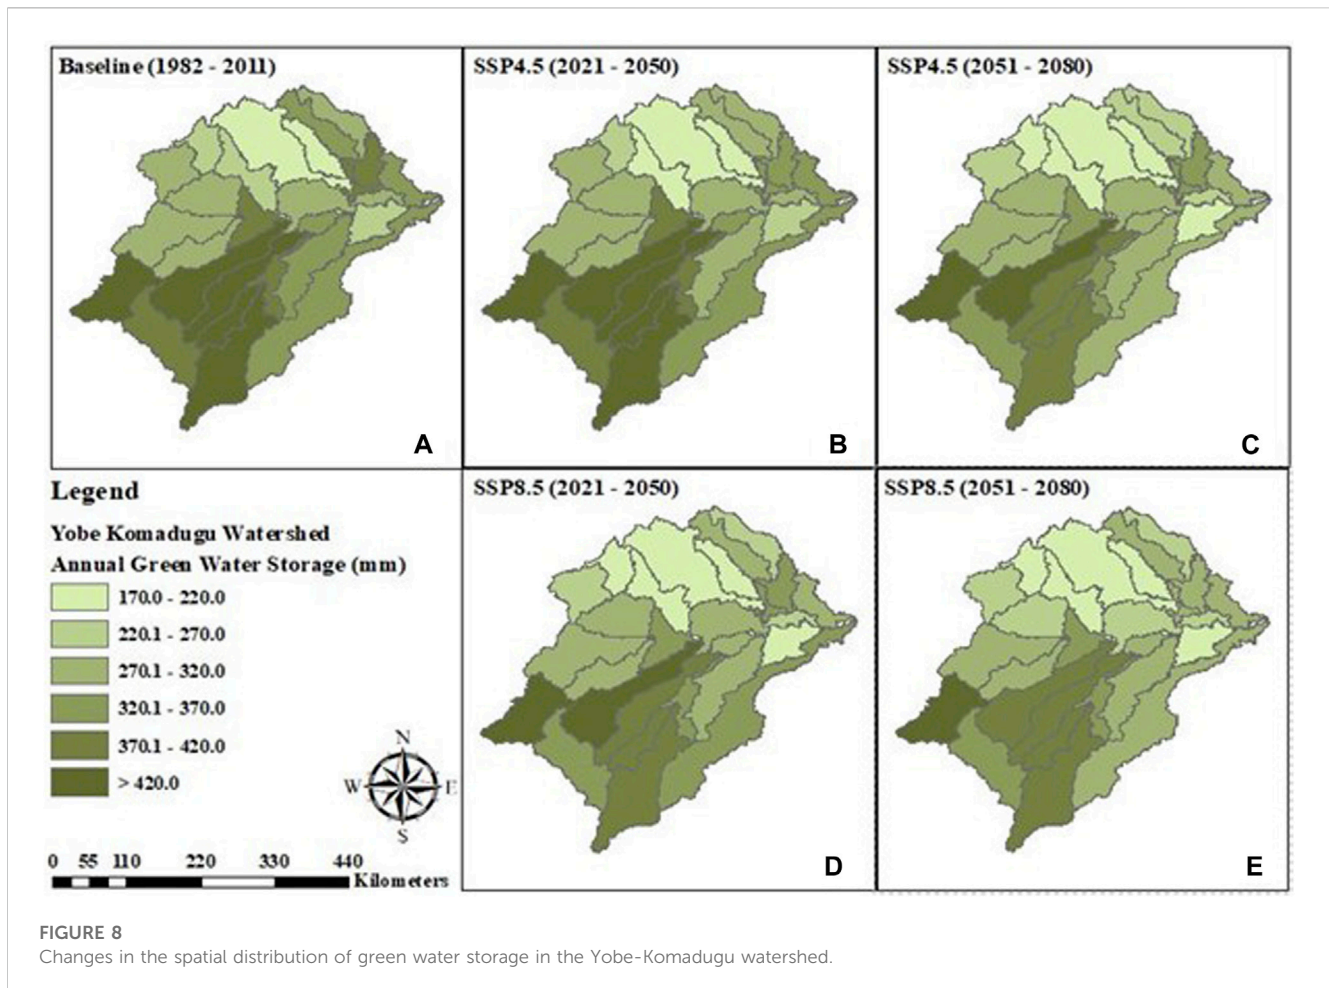 Baseline (1982 - 2011)
SSP4.5 (2021 - 2050)
SSP4.5 (2051 - 2080)
A
B
C
Legend
Yobe Komadugu Watershed
Annual Green Water Storage (mm)
170.0 - 220.0
220.1 - 270.0
270.1 - 320.0
320.1 - 370.0
370.1 - 420.0
> 420.0
N
W E
S
0 55 110 220 330 440
Kilometers
SSP8.5 (2021 - 2050)
SSP8.5 (2051 - 2080)
D
E
FIGURE 8
Changes in the spatial distribution of green water storage in the Yobe-Komadugu watershed.